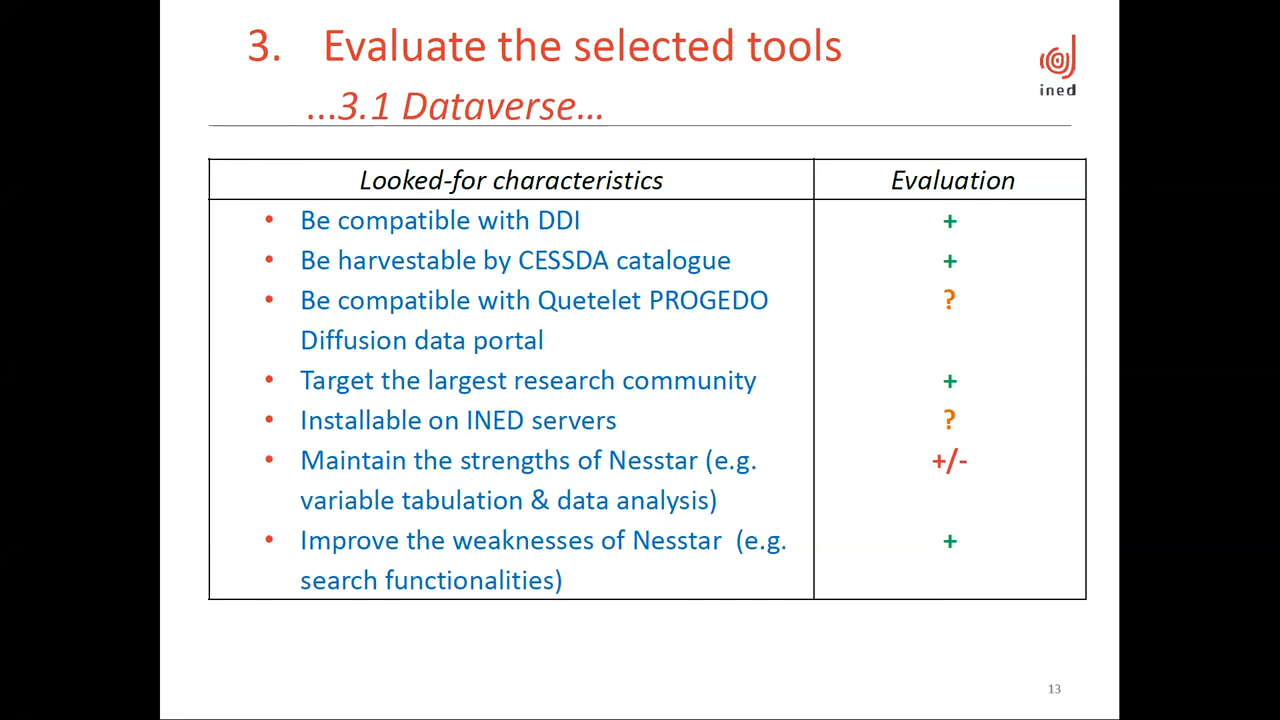 3. Evaluate the selected tools
...3.1 Dataverse...
ined
Looked-for characteristics Evaluation
• Be compatible with DDI +
• Be harvestable by CESSDA catalogue +
• Be compatible with Quetelet PROGEDO ?
Diffusion data portal
• Target the largest research community +
• Installable on INED servers ?
• Maintain the strengths of Nesstar (e.g. +/-
variable tabulation & data analysis)
• Improve the weaknesses of Nesstar (e.g. +
search functionalities)
13